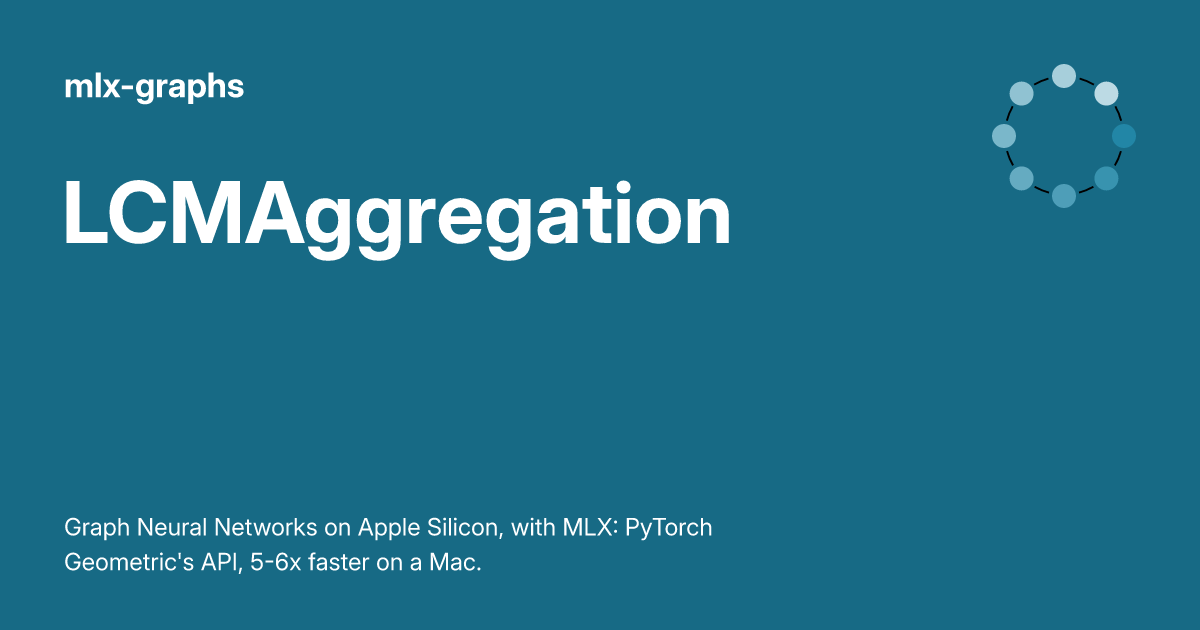 mlx-graphs
LCMAggregation
Graph Neural Networks on Apple Silicon, with MLX: PyTorch
Geometric's API, 5-6x faster on a Mac.